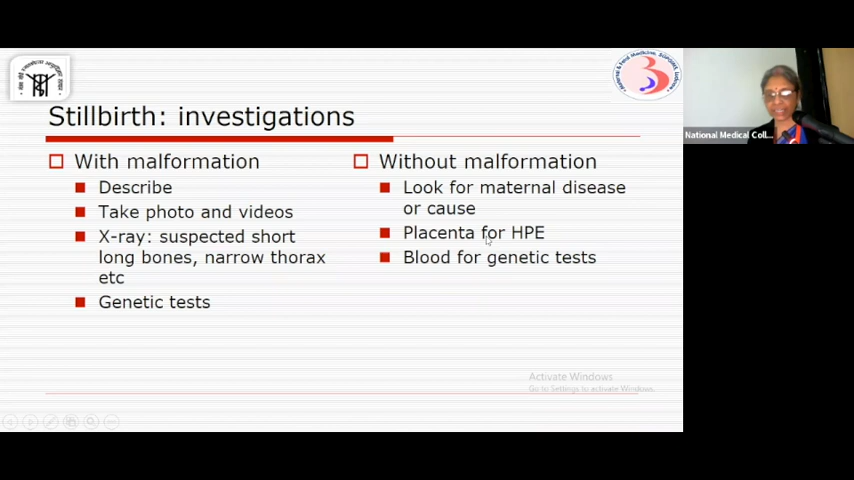 Stillbirth: investigations
With malformation
Describe
Take photo and videos
X-ray: suspected short
long bones, narrow thorax
etc
Genetic tests
Without malformation
Look for maternal disease
or cause
Placenta for HPE
Blood for genetic tests
Activate Windows
Go to Settings to activate Windows.
National Medical Coll...